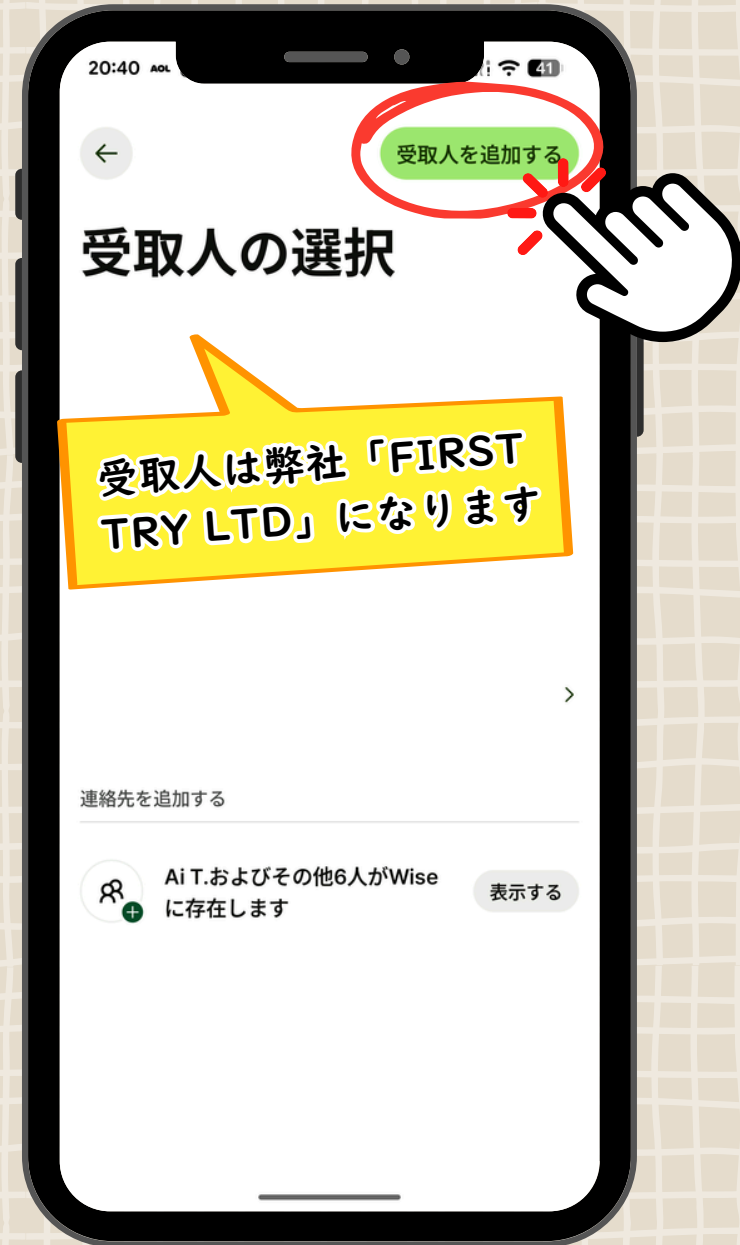 20:40 AOL
41
受取人を追加する
受取人の選択
受取人は弊社「FIRST
TRY LTD」になります
連絡先を追加する
Ai T.およびその他6人がWise
に存在します
表示する